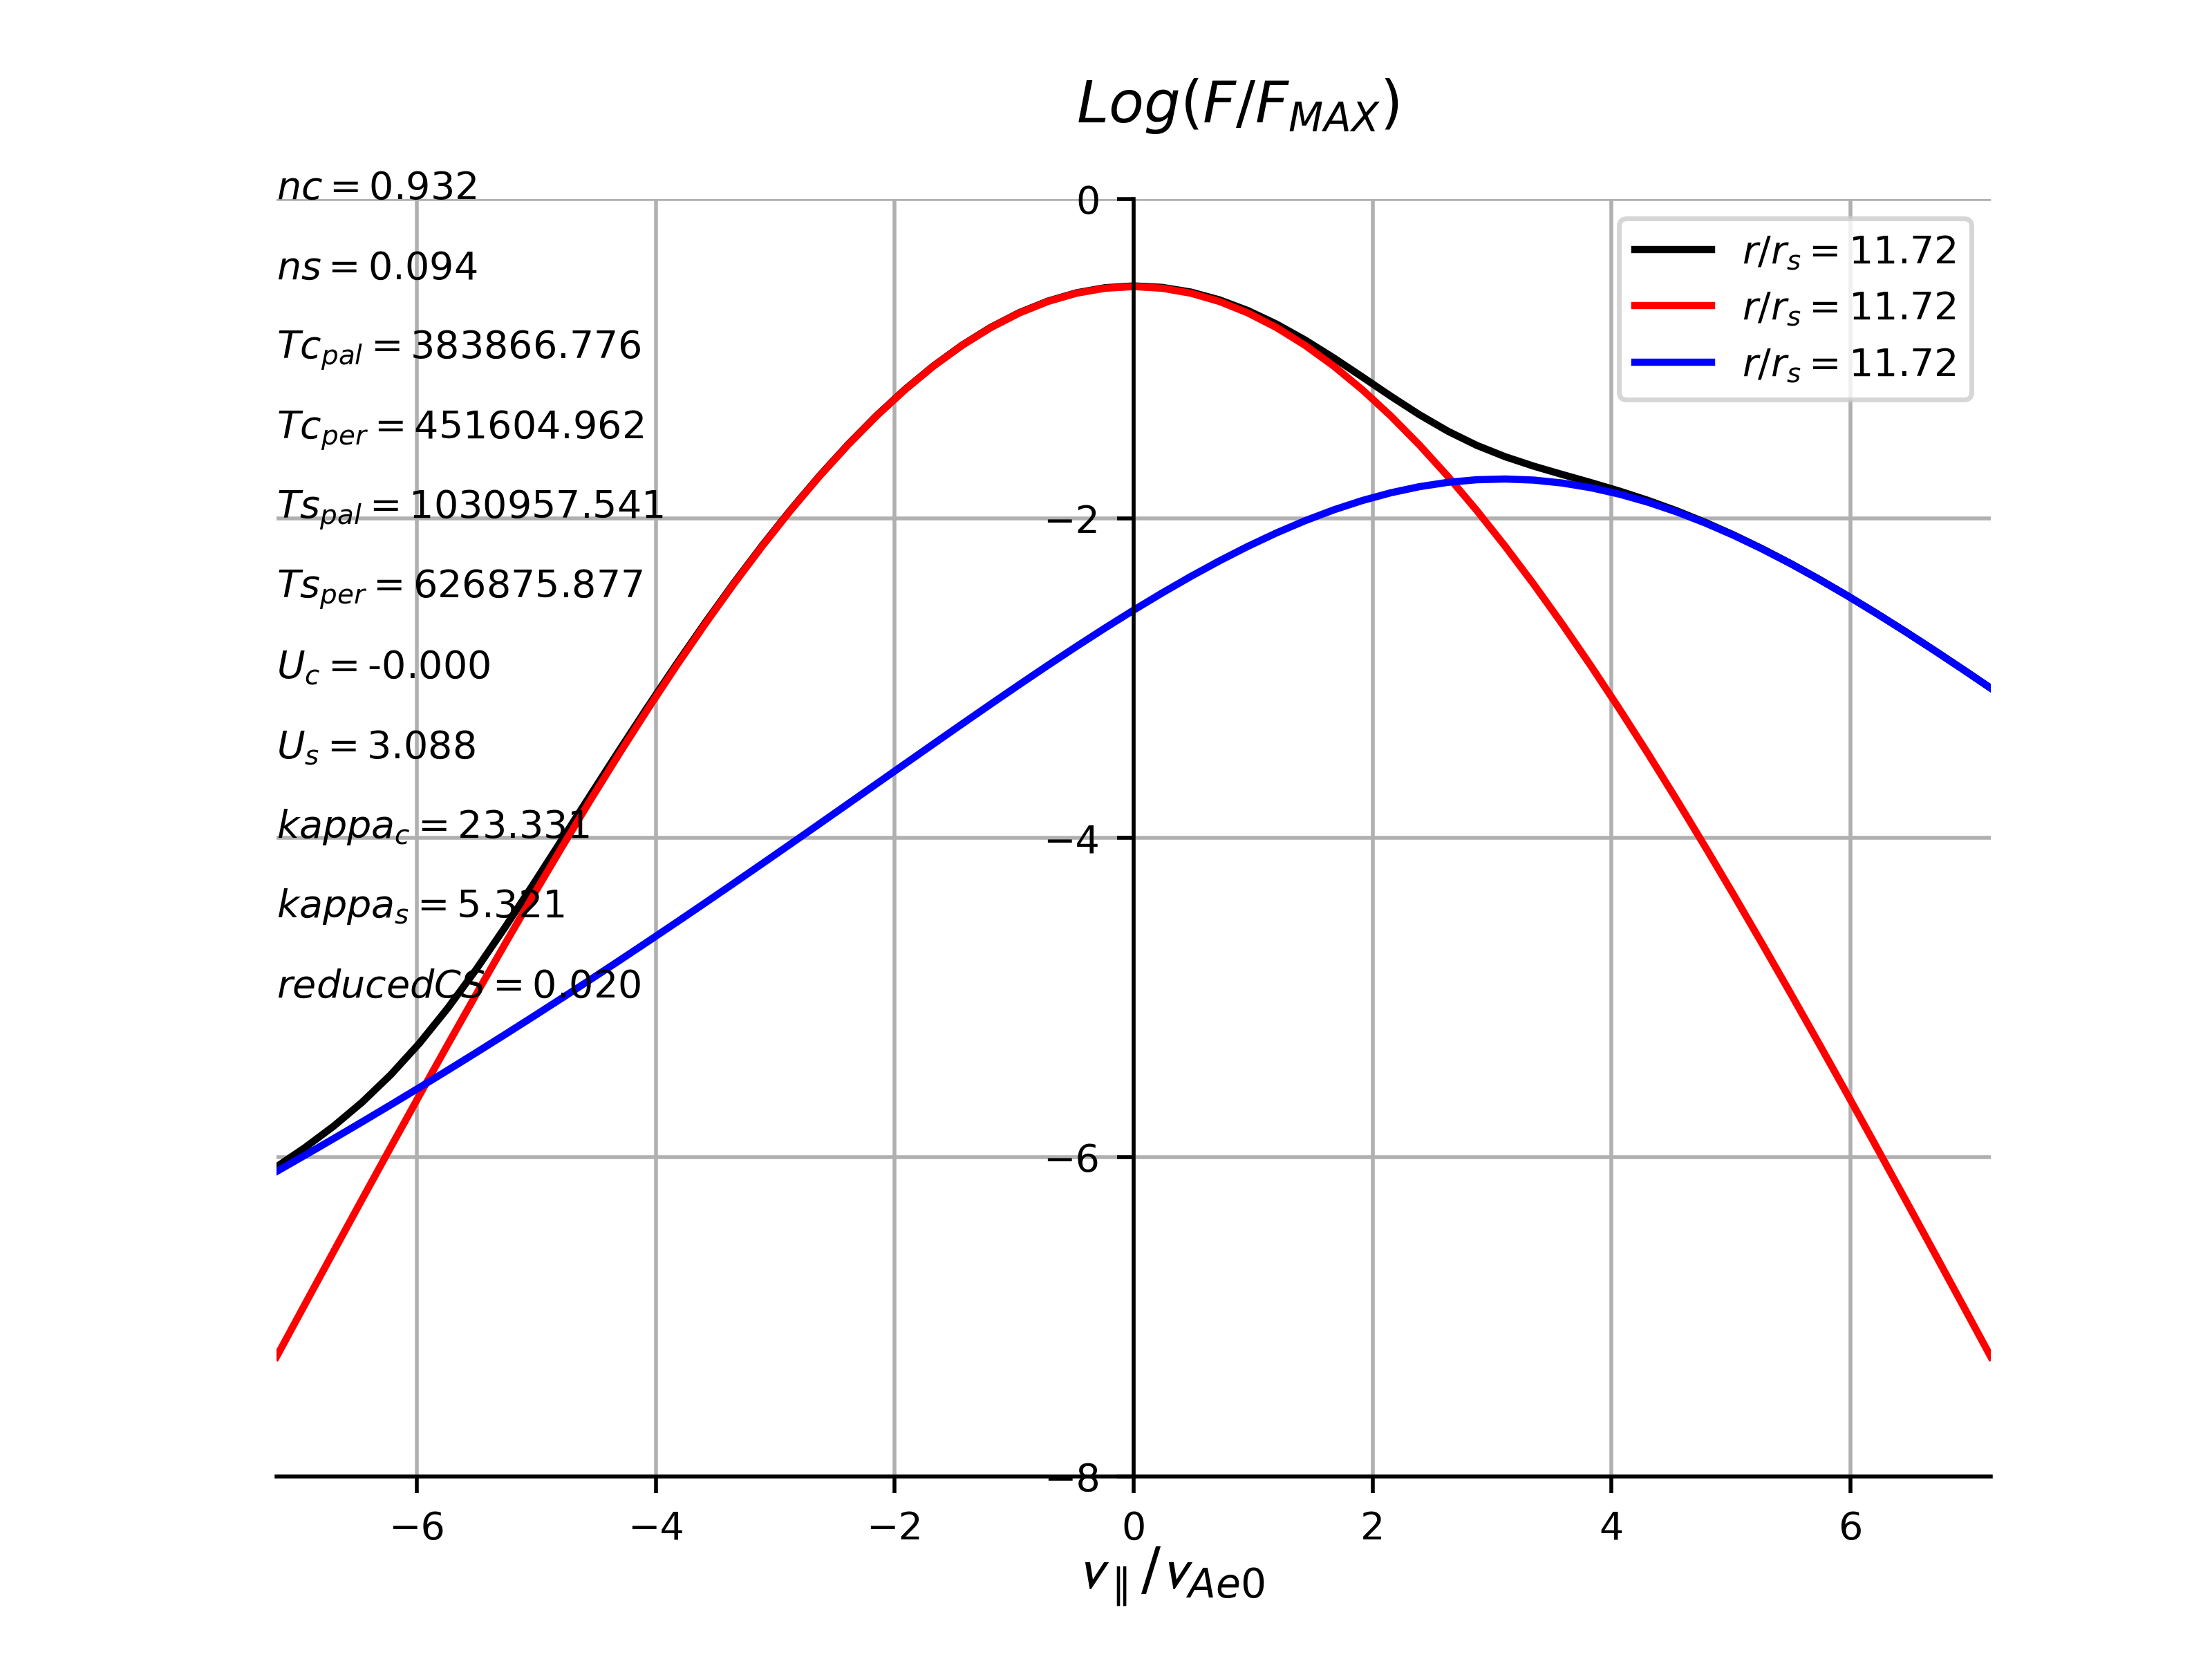 Log(F/F_MAX)
nc = 0.932
ns = 0.094
Tc_pal = 383866.776
Tc_per = 451604.962
Ts_pal = 1030957.541
Ts_per = 626875.877
U_c = -0.000
U_s = 3.088
kappa_c = 23.331
kappa_s = 5.321
reducedCS = 0.020
r/r_s = 11.72
r/r_s = 11.72
r/r_s = 11.72
0
−2
−4
−6
−8
−6 −4 −2 0 2 4 6
v_∥/v_Ae0